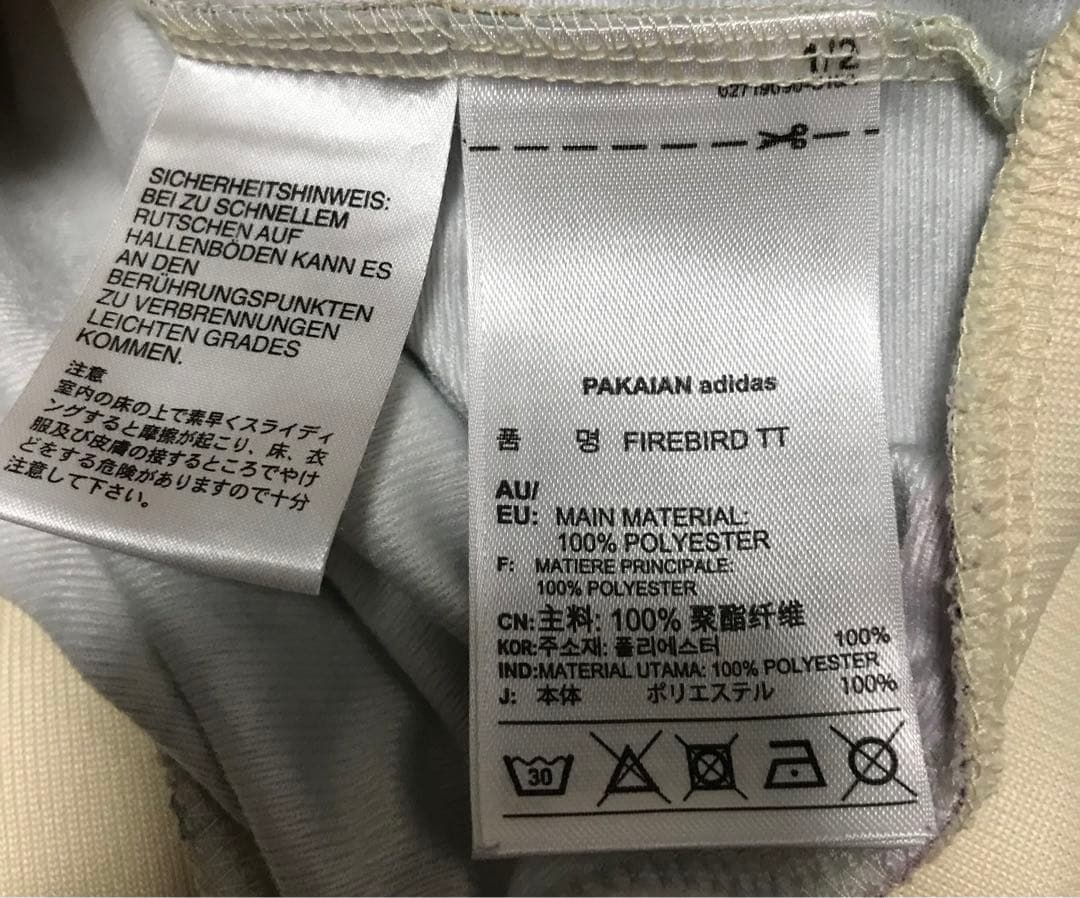 SICHERHEITSHINWEIS:
BEI ZU SCHNELLEM
RUTSCHEN AUF
HALLENBÖDEN KANN ES
AN DEN
BERÜHRUNGSPUNKTEN
ZU VERBRENNUNGEN
LEICHTEN GRADES
KOMMEN.
注意
室内の床の上で素早くスライディ
ングすると摩擦が起こり、床、衣
服及び皮膚の接するところでやけ
どをする危険がありますので十分
注意して下さい。
1/2
PAKAIAN adidas
품 명 FIREBIRD TT
AU/
EU: MAIN MATERIAL:
100% POLYESTER
F: MATIERE PRINCIPALE:
100% POLYESTER
CN:主料: 100% 聚酯纤维
KOR:주소재: 폴리에스터 100%
IND:MATERIAL UTAMA: 100% POLYESTER
J: 本体 ポリエステル 100%
30